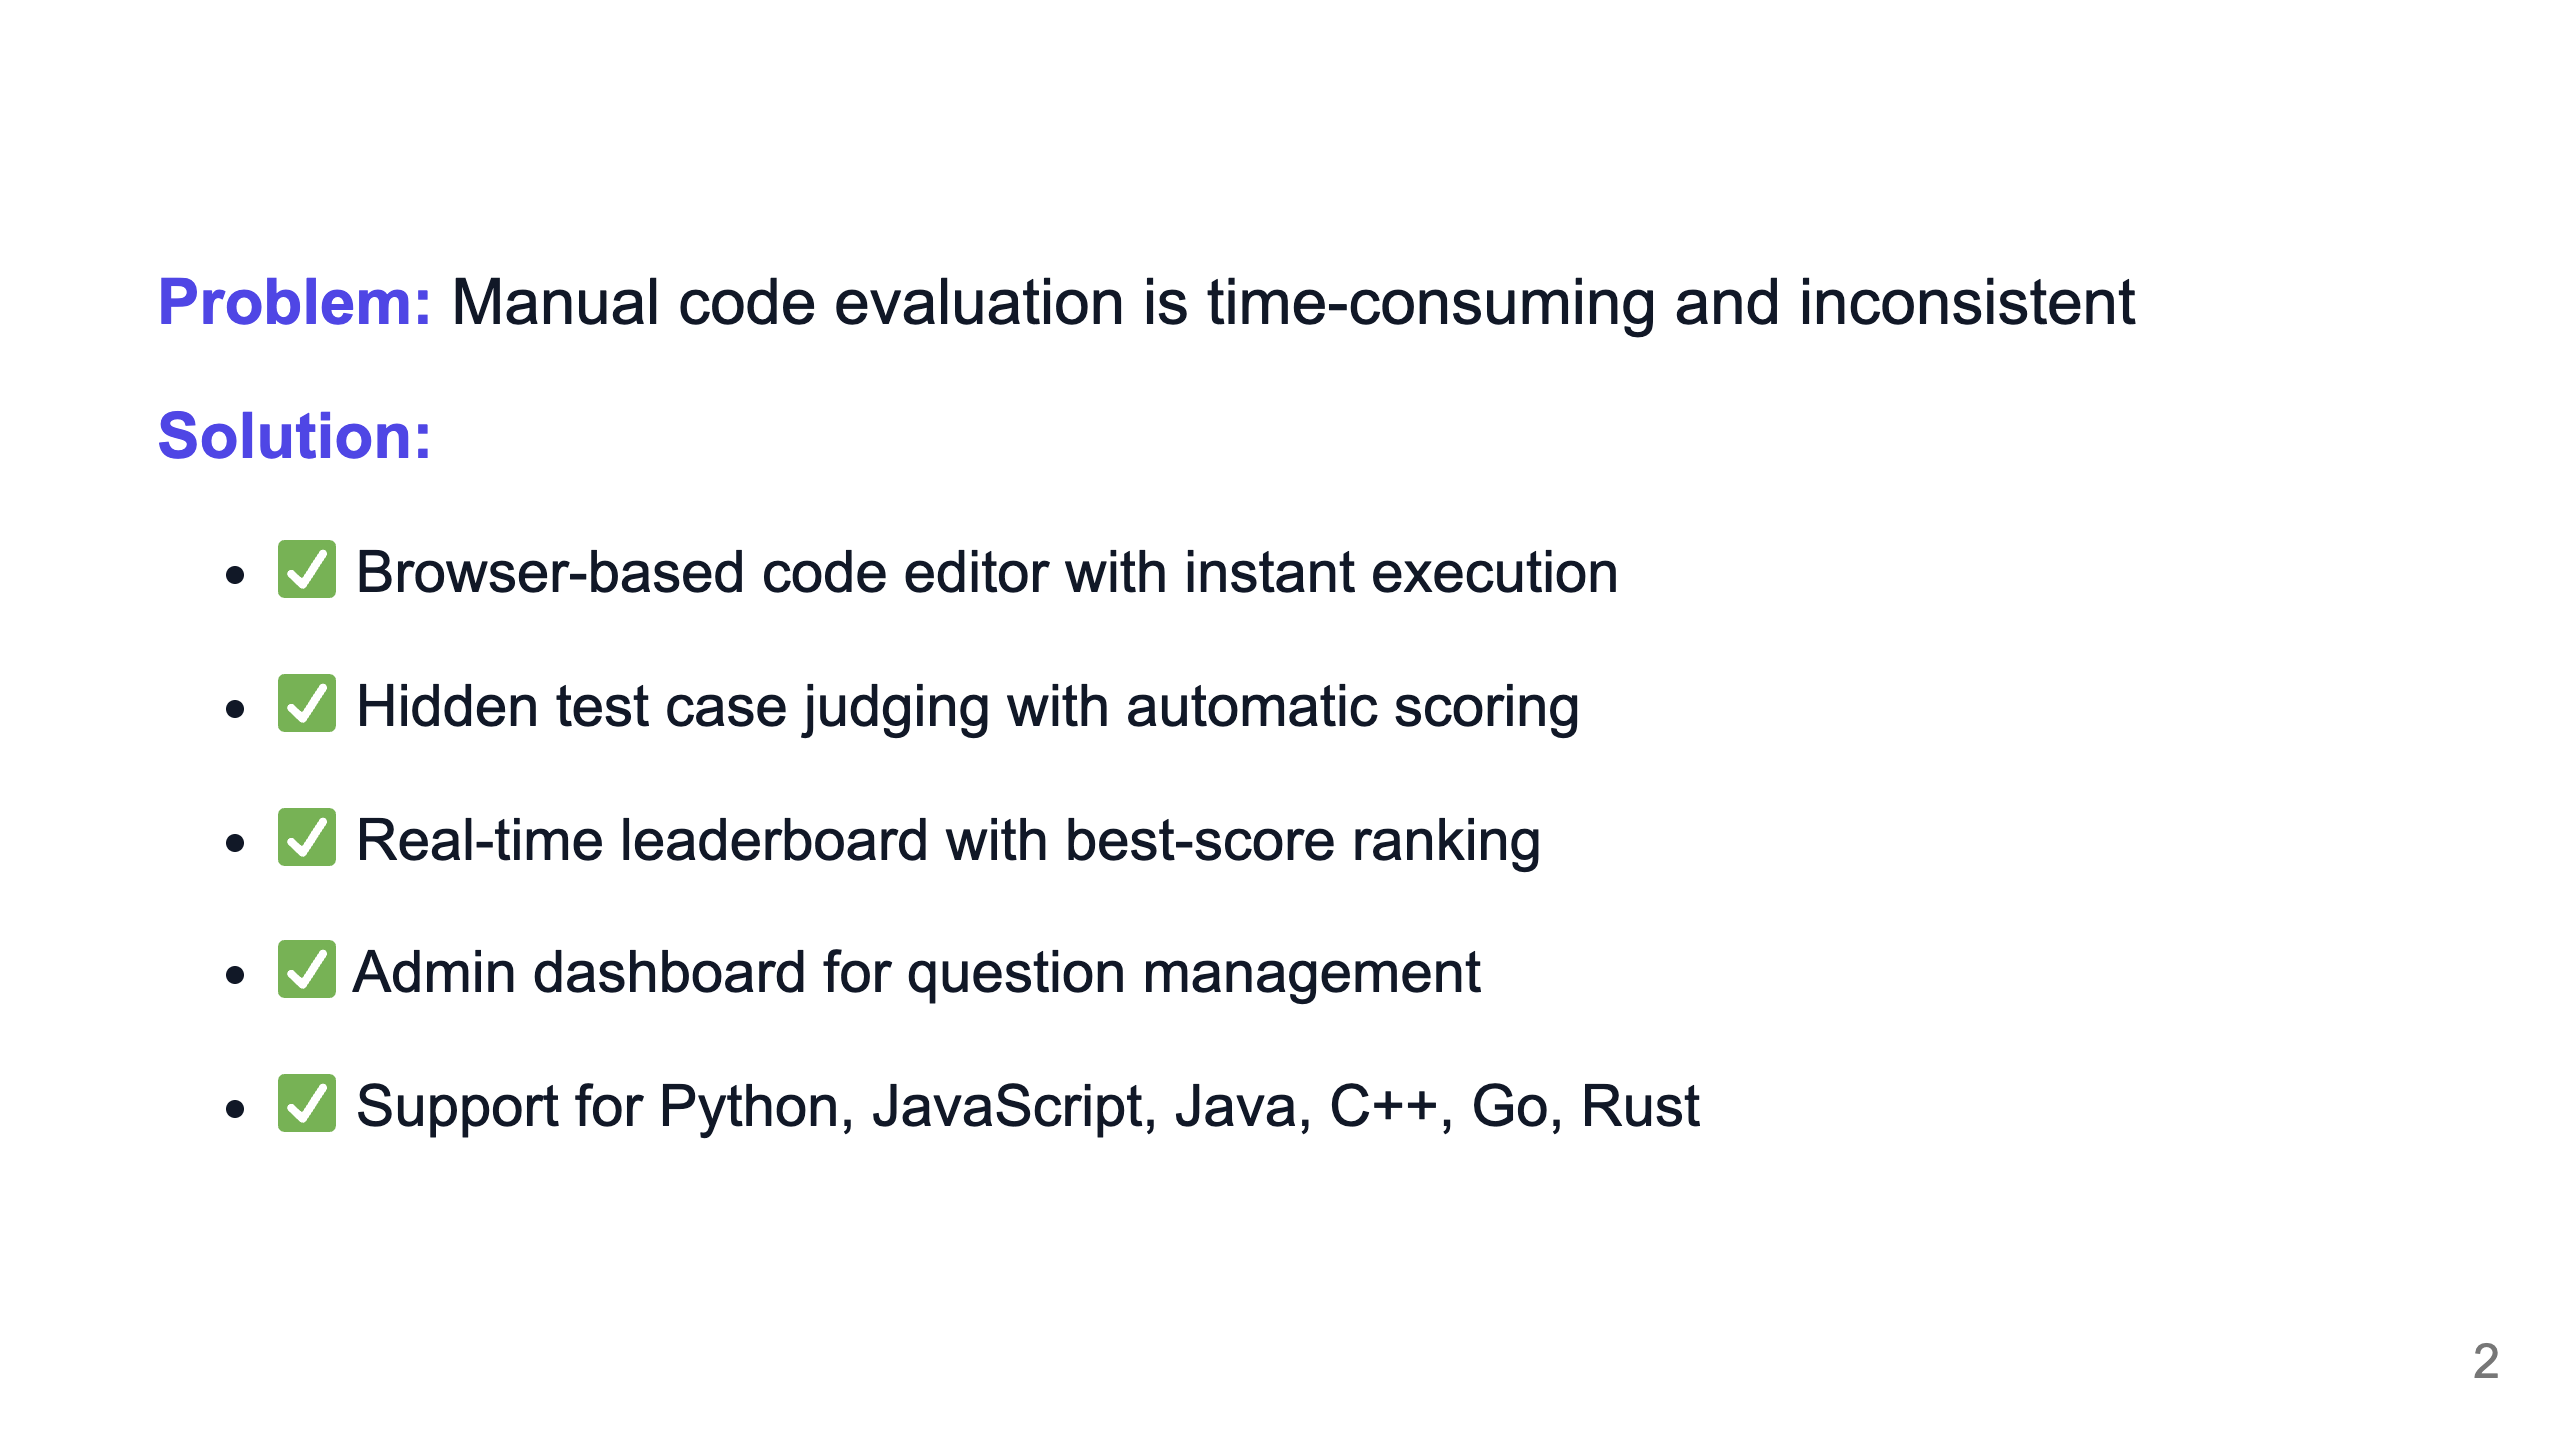 Problem: Manual code evaluation is time-consuming and inconsistent
Solution:
• ✅ Browser-based code editor with instant execution
• ✅ Hidden test case judging with automatic scoring
• ✅ Real-time leaderboard with best-score ranking
• ✅ Admin dashboard for question management
• ✅ Support for Python, JavaScript, Java, C++, Go, Rust
2